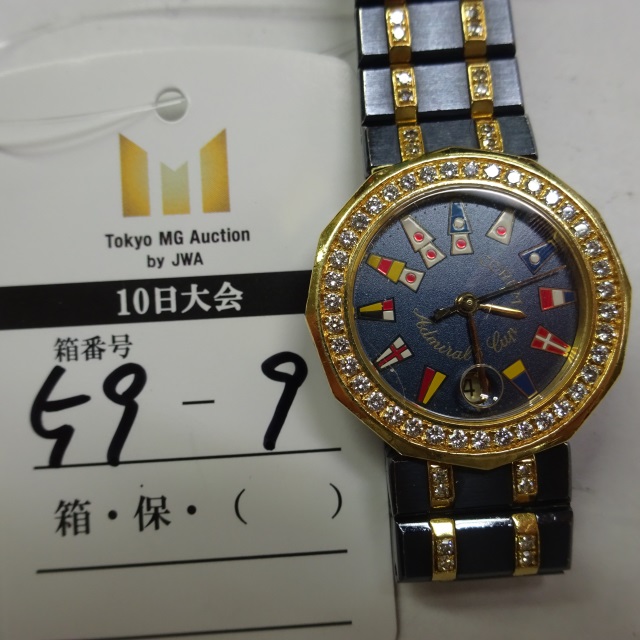 Tokyo MG Auction
by JWA
10日大会
箱番号
59-9
箱・保・(　　)
Admiral's Cup